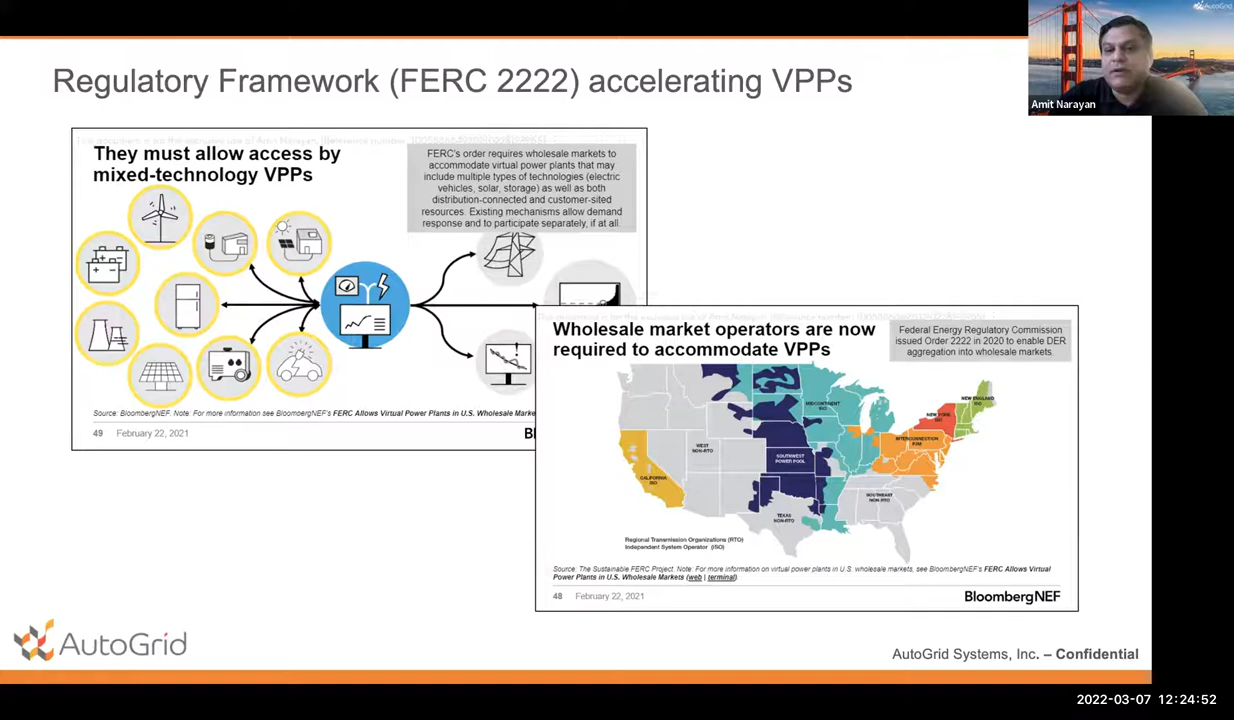 AutoGrid
Amit Narayan
Regulatory Framework (FERC 2222) accelerating VPPs
They must allow access by
mixed-technology VPPs
FERC's order requires wholesale markets to
accommodate virtual power plants that may
include multiple types of technologies (electric
vehicles, solar, storage) as well as both
distribution-connected and customer-sited
resources. Existing mechanisms allow demand
response and to participate separately, if at all.
Source: BloombergNEF. Note: For more information see BloombergNEF's FERC Allows Virtual Power Plants in U.S. Wholesale Marke
49 February 22, 2021
Bl
Wholesale market operators are now
required to accommodate VPPs
Federal Energy Regulatory Commission
issued Order 2222 in 2020 to enable DER
aggregation into wholesale markets.
NEW ENGLAND
ISO
NEW YORK
ISO
MIDCONTINENT
ISO
INTERCONNECTION
PJM
WEST
NON-RTO
SOUTHWEST
POWER POOL
CALIFORNIA
ISO
SOUTHEAST
NON-RTO
TEXAS
NON-RTO
Regional Transmission Organizations (RTO)
Independent System Operator (ISO)
Source: The Sustainable FERC Project. Note: For more information on virtual power plants in U.S. wholesale markets, see BloombergNEF's FERC Allows Virtual
Power Plants in U.S. Wholesale Markets (web | terminal).
48 February 22, 2021
BloombergNEF
AutoGrid
AutoGrid Systems, Inc. – Confidential
2022-03-07 12:24:52